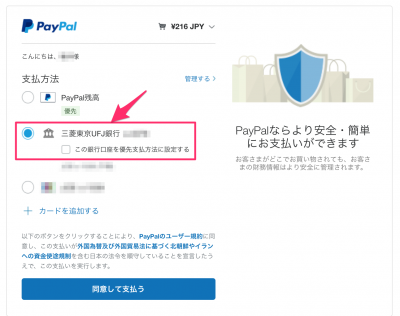 PayPal
¥216 JPY
こんにちは、
支払方法
管理する
PayPal残高
優先
三菱東京UFJ銀行
この銀行口座を優先支払方法に設定する
カードを追加する
以下のボタンをクリックすることにより、PayPalのユーザー規約に同
意し、この支払いが外国為替及び外国貿易法に基づく北朝鮮やイラン
への資金使途規制を含む日本の法令を順守していることを宣言したう
えで、この支払いを実行します。
同意して支払う
PayPalならより安全・簡単
にお支払いができます
お客さまがどこでお買い物されても、お客さ
まの財務情報はより安全に管理されます。